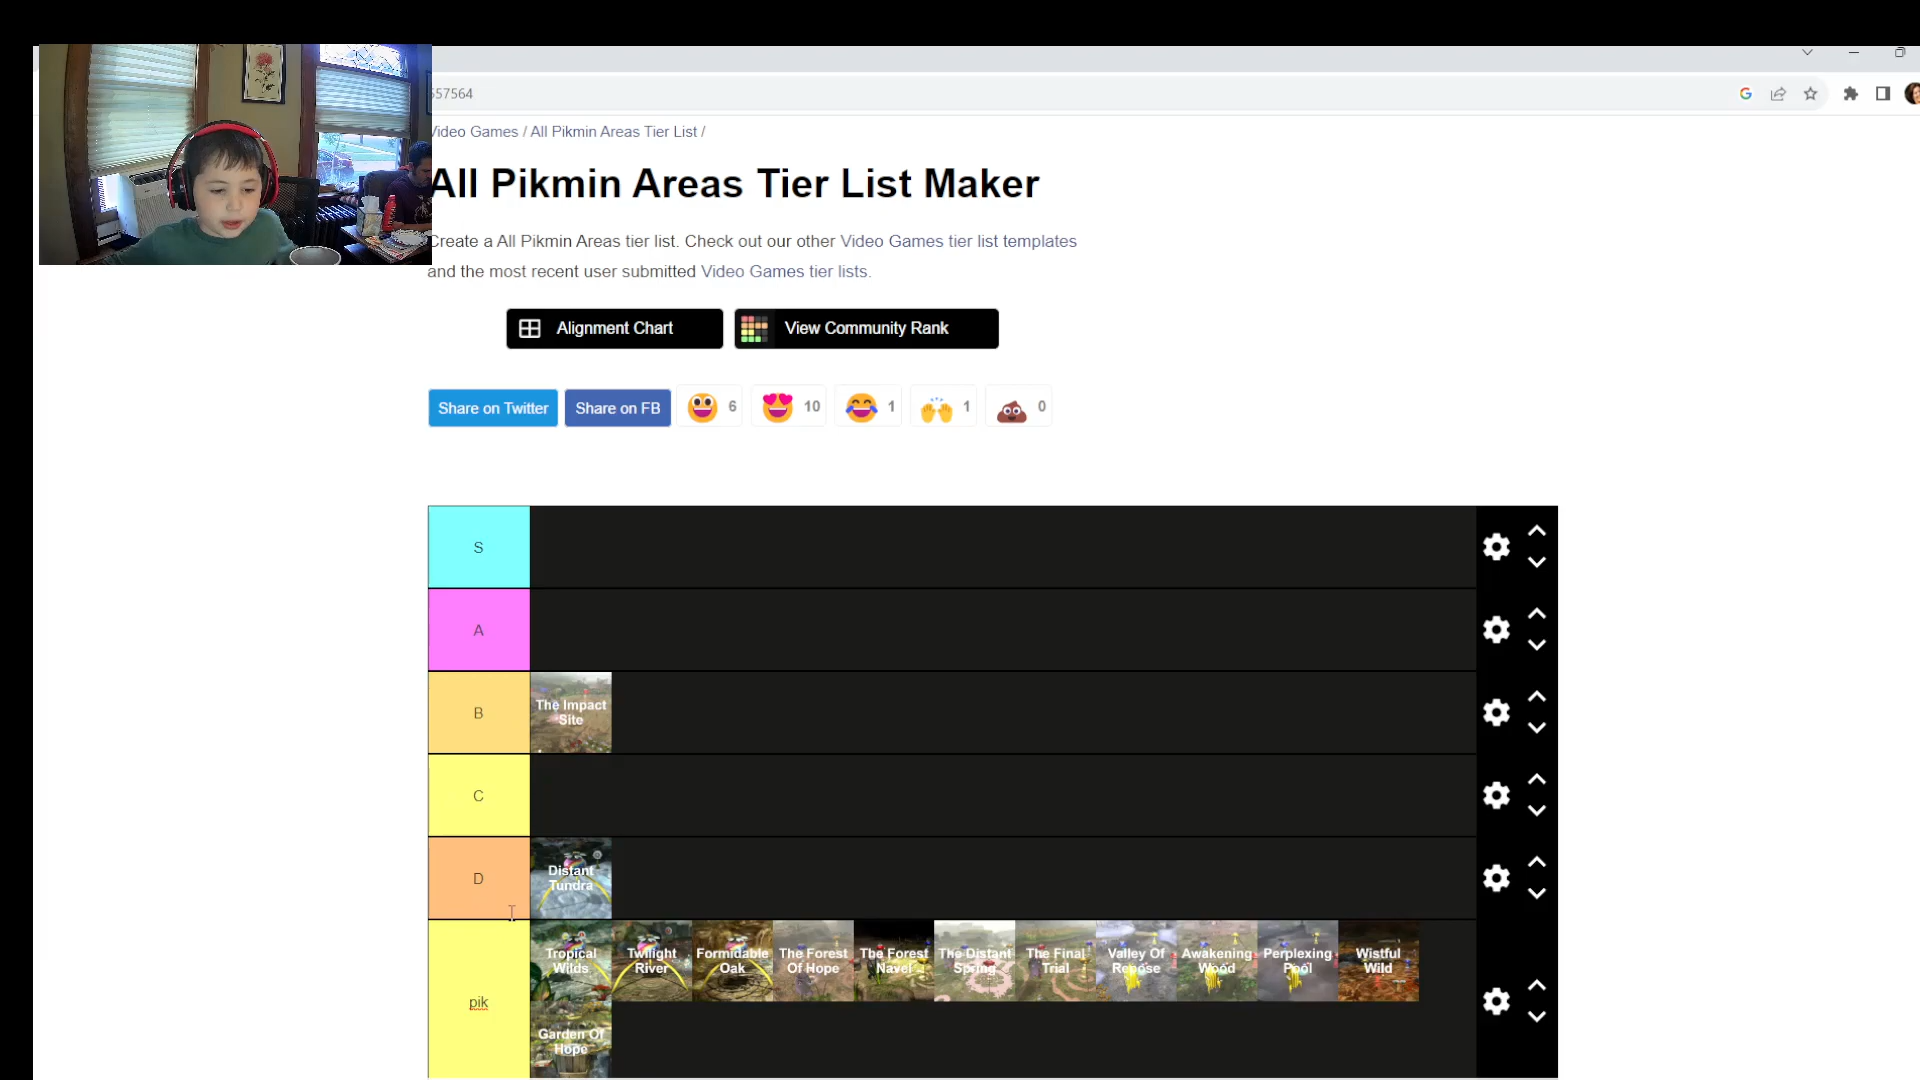 557564
Video Games / All Pikmin Areas Tier List /
All Pikmin Areas Tier List Maker
Create a All Pikmin Areas tier list. Check out our other Video Games tier list templates
and the most recent user submitted Video Games tier lists.
Alignment Chart
View Community Rank
Share on Twitter
Share on FB
6
10
1
1
0
S
A
B
The Impact
Site
C
D
Distant
Tundra
pik
Tropical
Wilds
Twilight
River
Formidable
Oak
The Forest
Of Hope
The Forest
Navel
The Distant
Spring
The Final
Trial
Valley Of
Repose
Awakening
Wood
Perplexing
Pool
Wistful
Wild
Garden Of
Hope